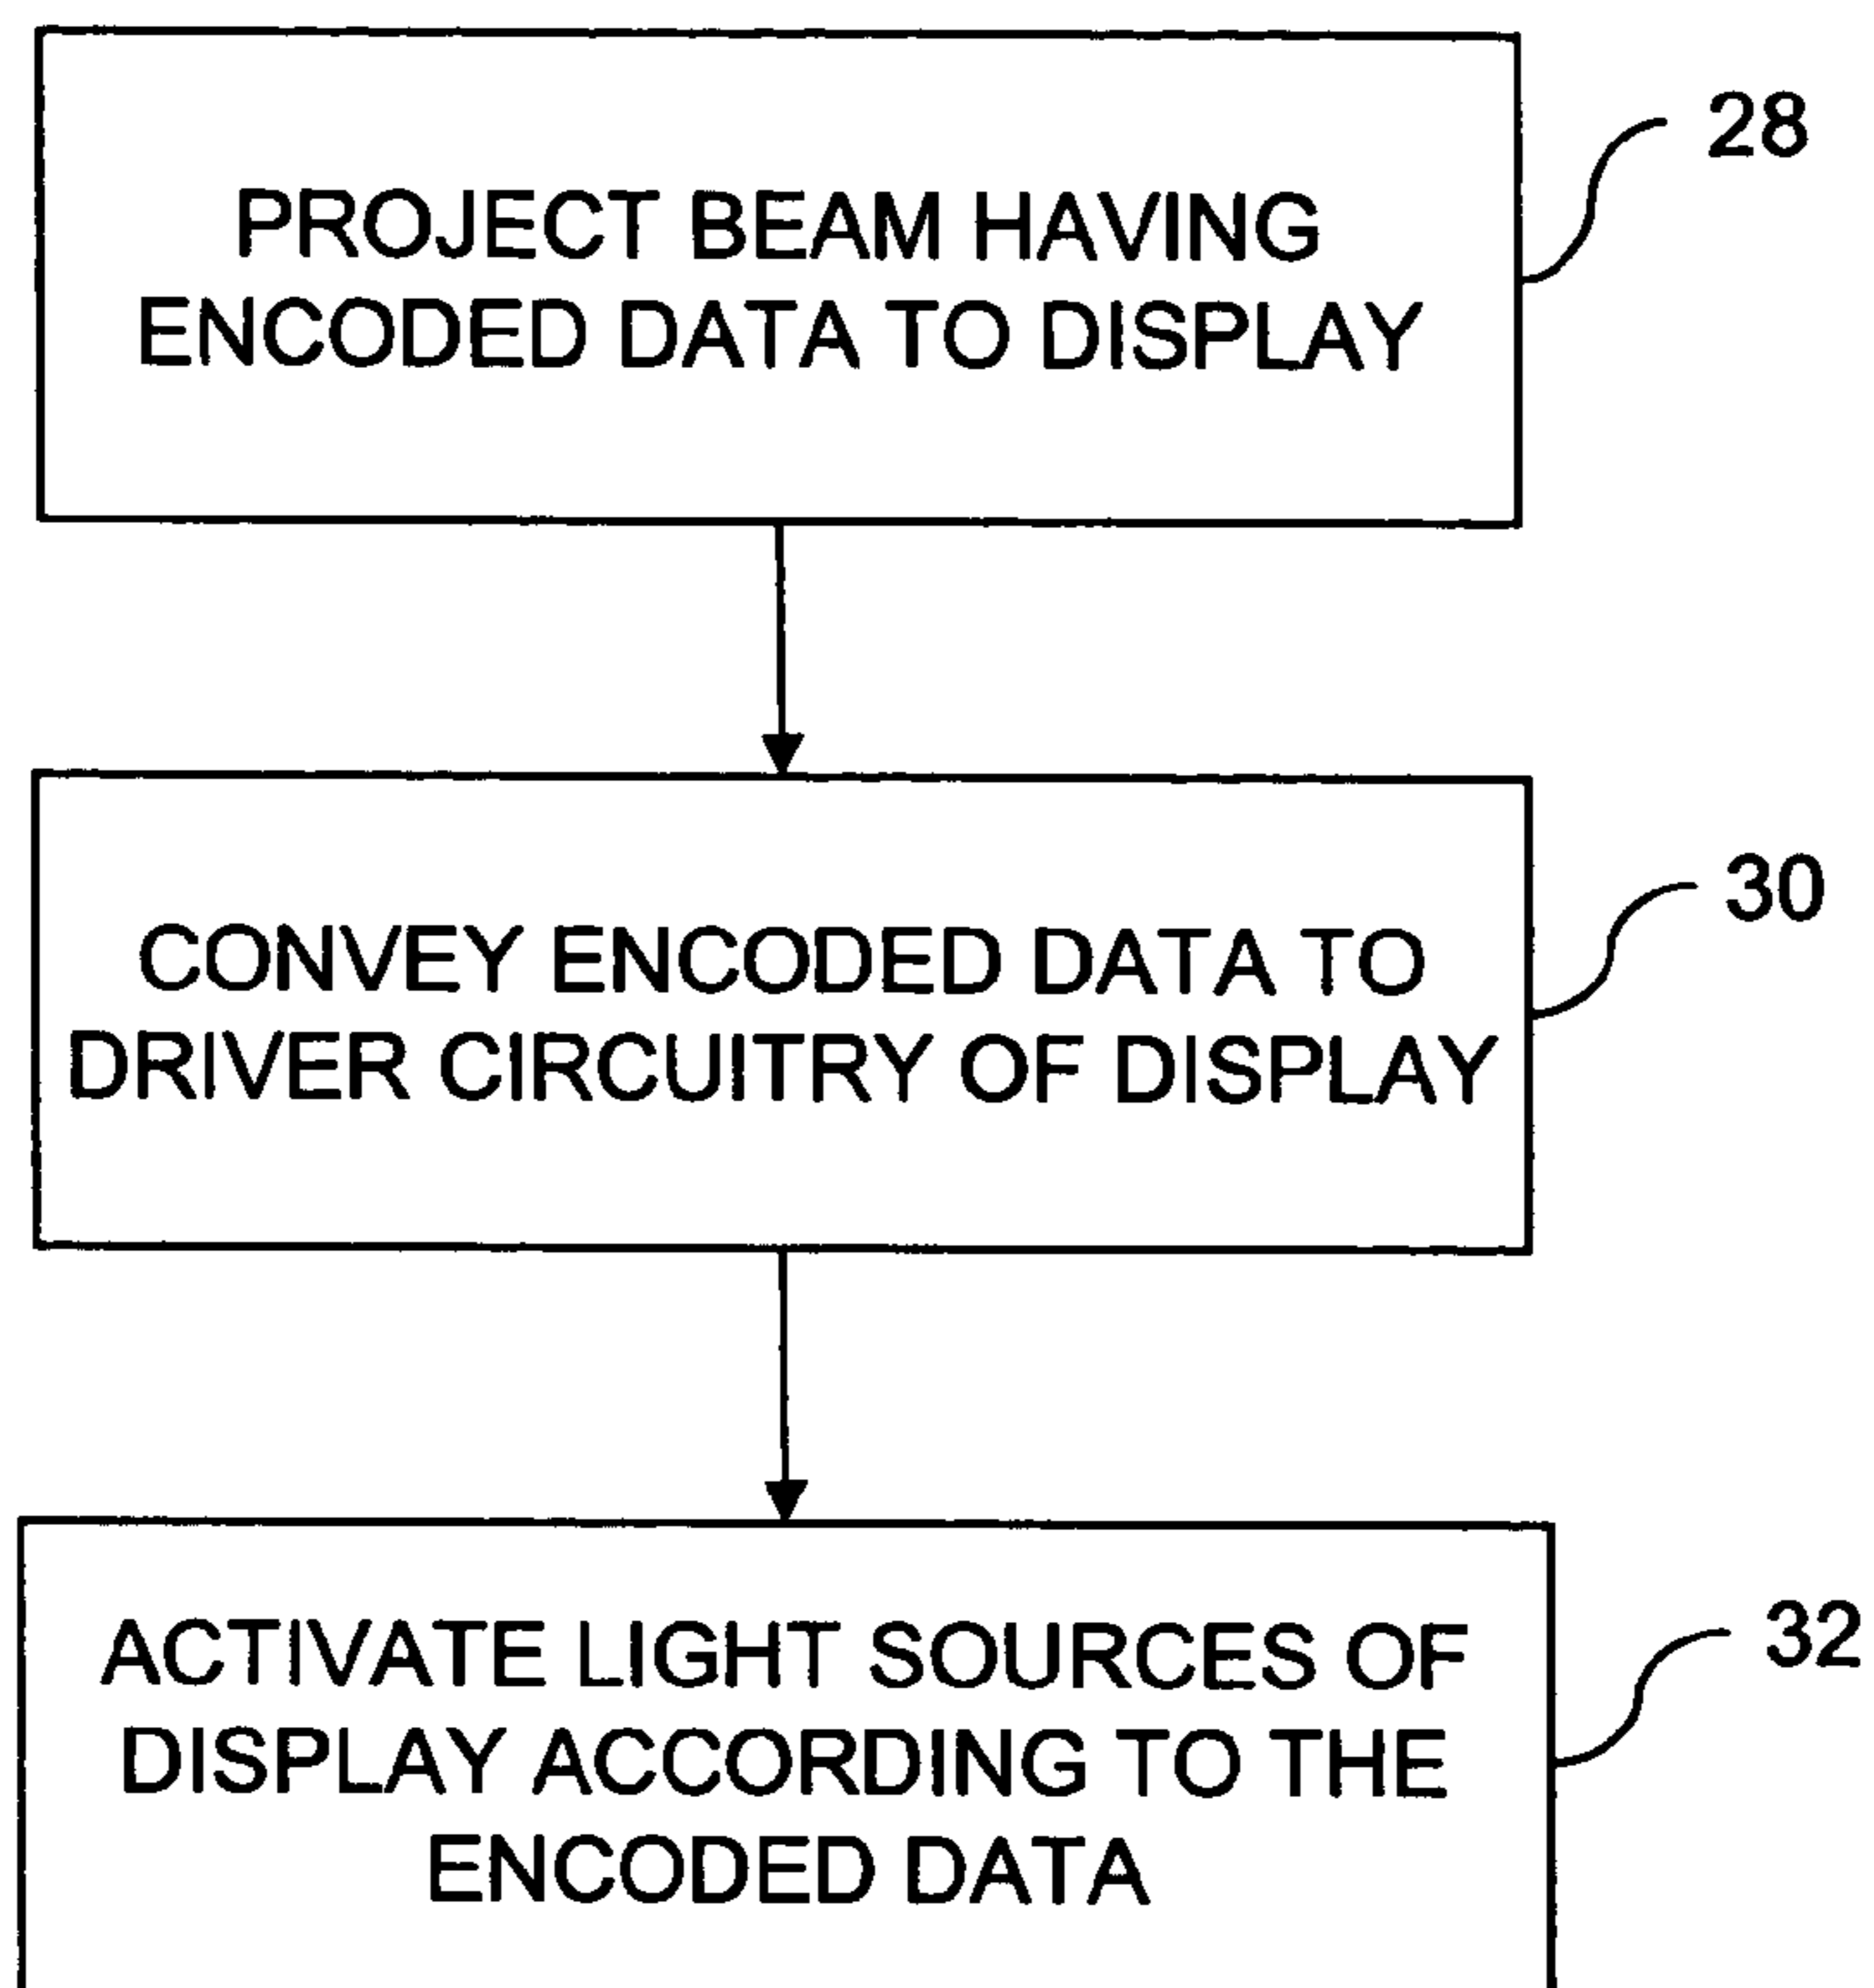 PROJECT BEAM HAVING
ENCODED DATA TO DISPLAY
28
CONVEY ENCODED DATA TO
DRIVER CIRCUITRY OF DISPLAY
30
ACTIVATE LIGHT SOURCES OF
DISPLAY ACCORDING TO THE
ENCODED DATA
32